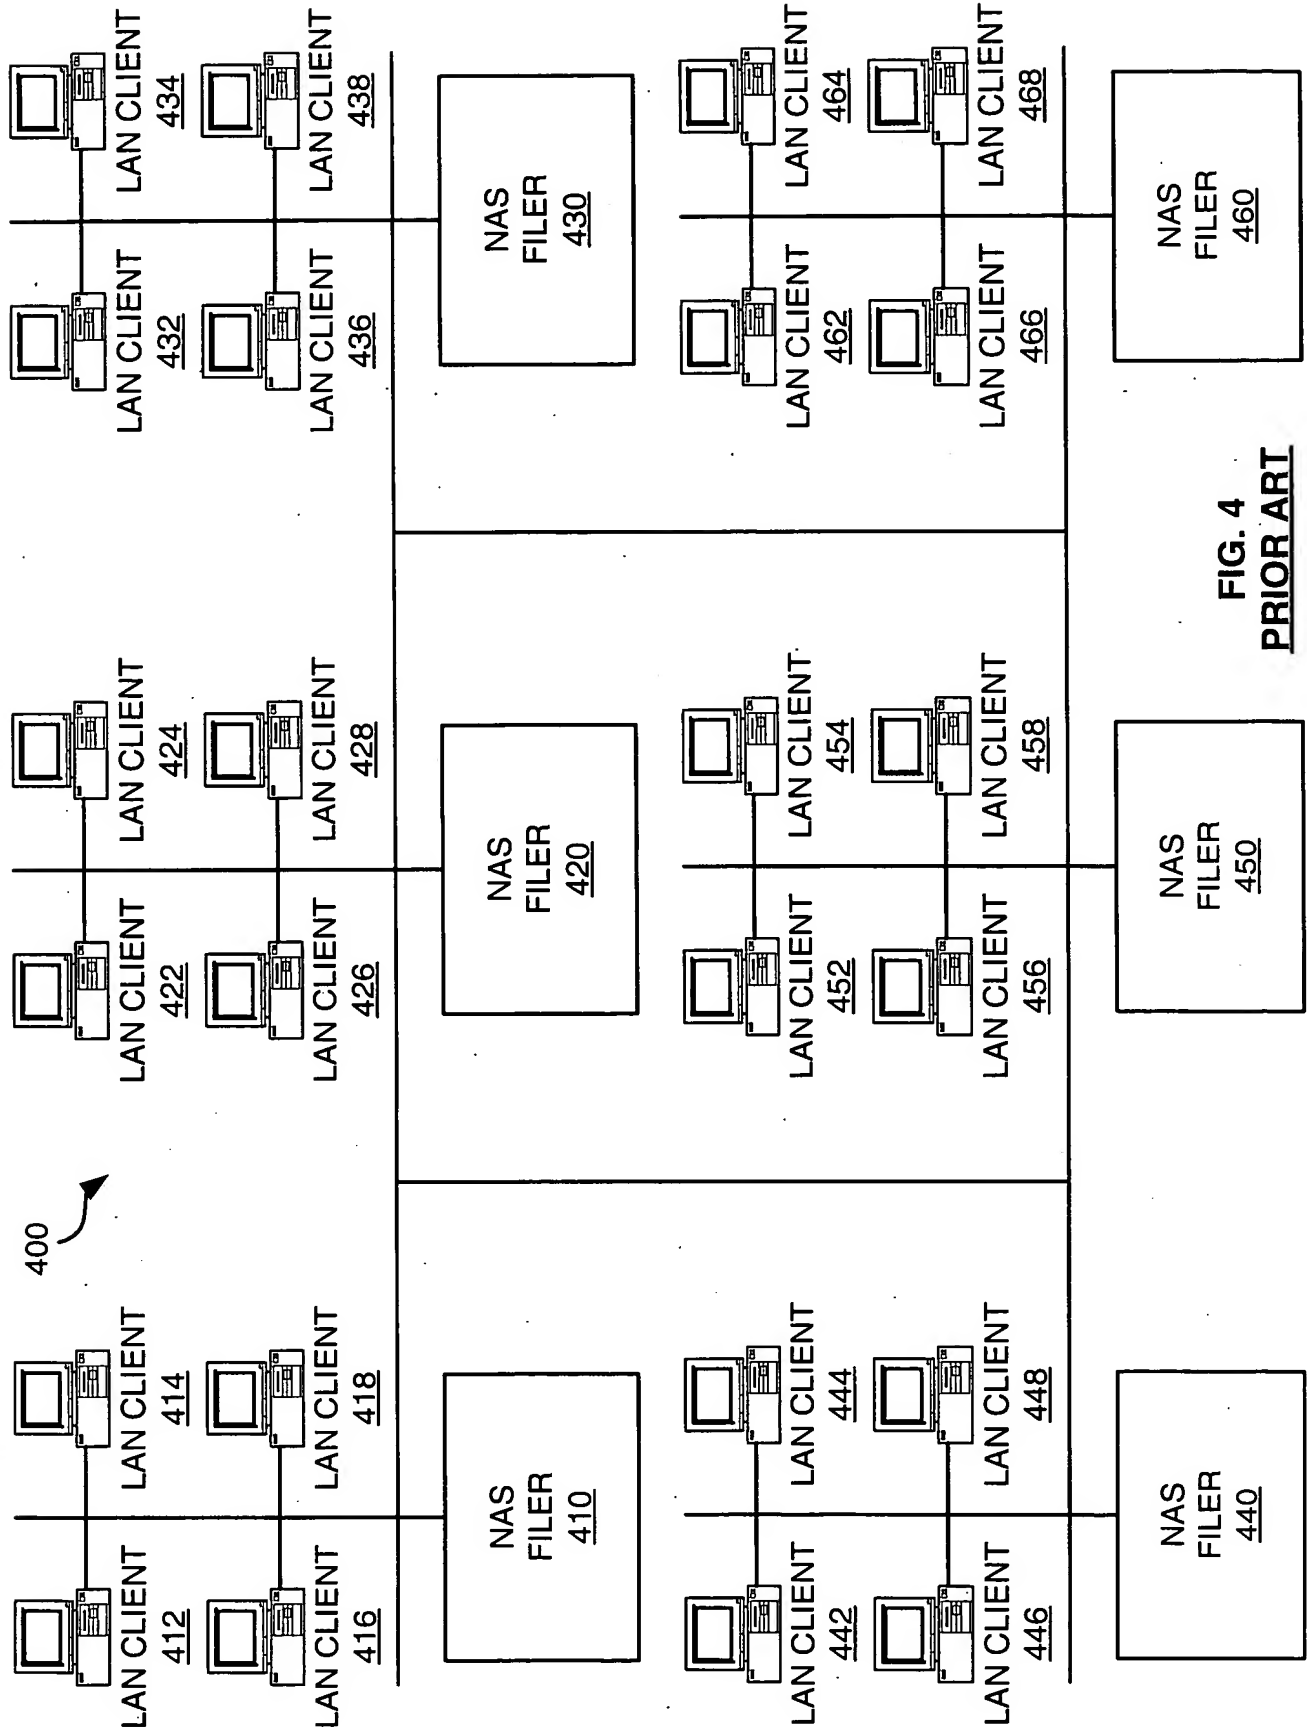 400
LAN CLIENT
412
LAN CLIENT
414
LAN CLIENT
422
LAN CLIENT
424
LAN CLIENT
432
LAN CLIENT
434
LAN CLIENT
416
LAN CLIENT
418
LAN CLIENT
426
LAN CLIENT
428
LAN CLIENT
436
LAN CLIENT
438
NAS
FILER
410
NAS
FILER
420
NAS
FILER
430
LAN CLIENT
442
LAN CLIENT
444
LAN CLIENT
452
LAN CLIENT
454
LAN CLIENT
462
LAN CLIENT
464
LAN CLIENT
446
LAN CLIENT
448
LAN CLIENT
456
LAN CLIENT
458
LAN CLIENT
466
LAN CLIENT
468
NAS
FILER
440
NAS
FILER
450
NAS
FILER
460
FIG. 4
PRIOR ART